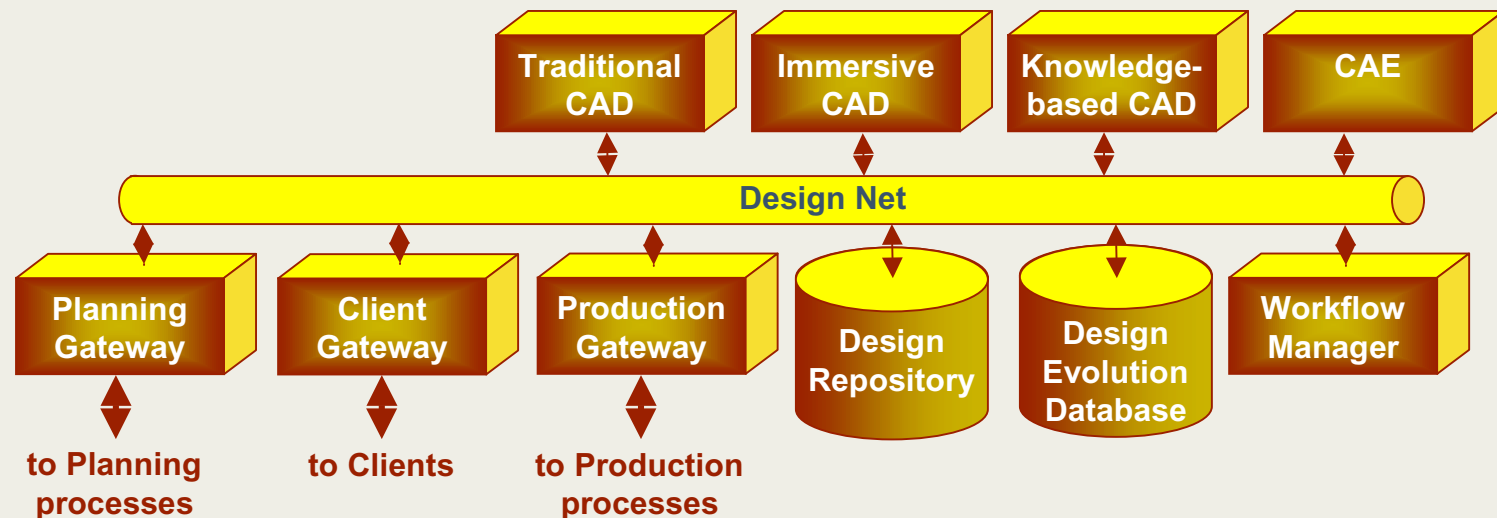 Traditional
CAD
Immersive
CAD
Knowledge-
based CAD
CAE
Design Net
Planning
Gateway
Client
Gateway
Production
Gateway
Design
Repository
Design
Evolution
Database
Workflow
Manager
to Planning
processes
to Clients
to Production
processes